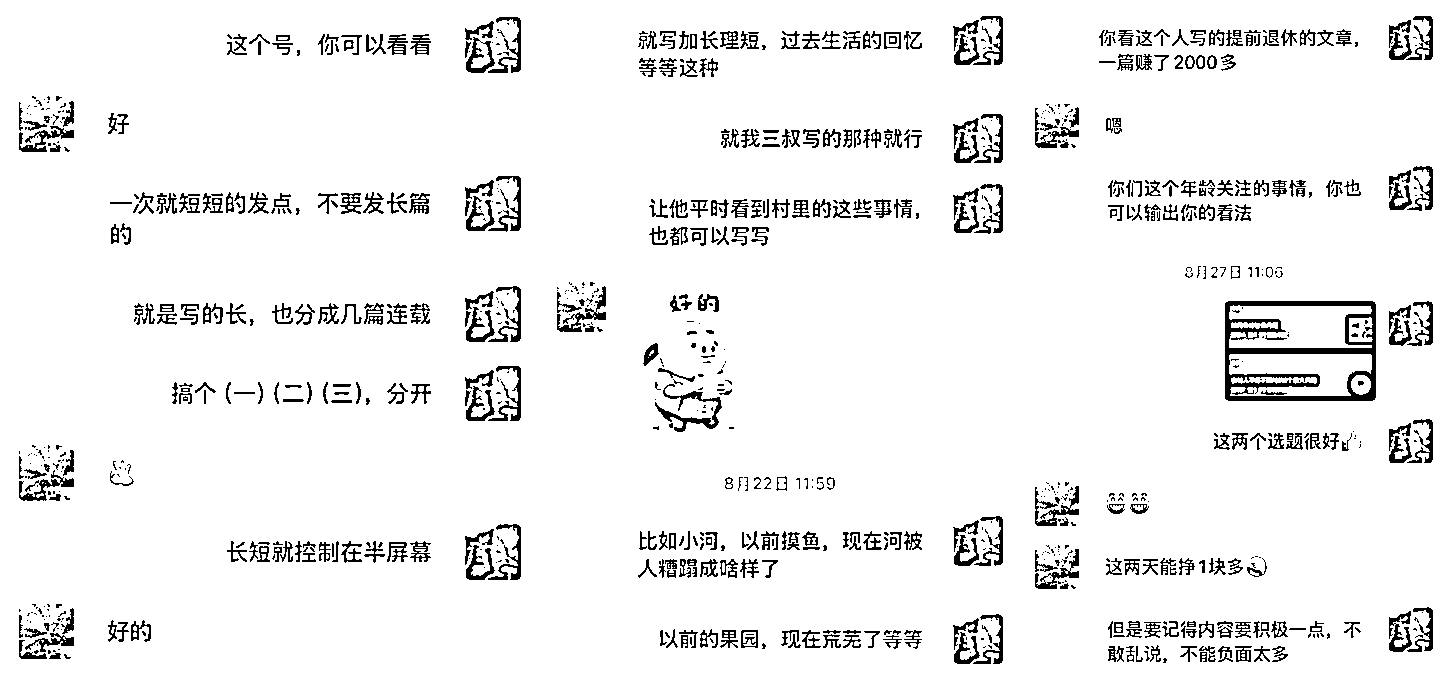 这个号，你可以看看
好
一次就短短的发点，不要发长篇
的
就是写的长，也分成几篇连载
搞个 (一) (二) (三)，分开
长短就控制在半屏幕
好的
就写加长理短，过去生活的回忆
等等这种
就我三叔写的那种就行
让他平时看到村里的这些事情，
也都可以写写
好的
8月22日 11:59
比如小河，以前摸鱼，现在河被
人糟蹋成啥样了
以前的果园，现在荒芜了等等
你看这个人写的提前退休的文章，
一篇赚了2000多
嗯
你们这个年龄关注的事情，你也
可以输出你的看法
8月27日 11:06
这两个选题很好
这两天能挣1块多
但是要记得内容要积极一点，不
敢乱说，不能负面太多